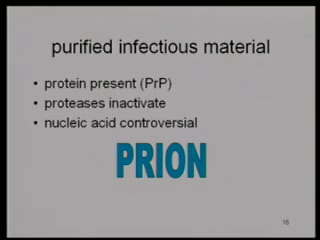 purified infectious material
• protein present (PrP)
• proteases inactivate
• nucleic acid controversial
PRION
16